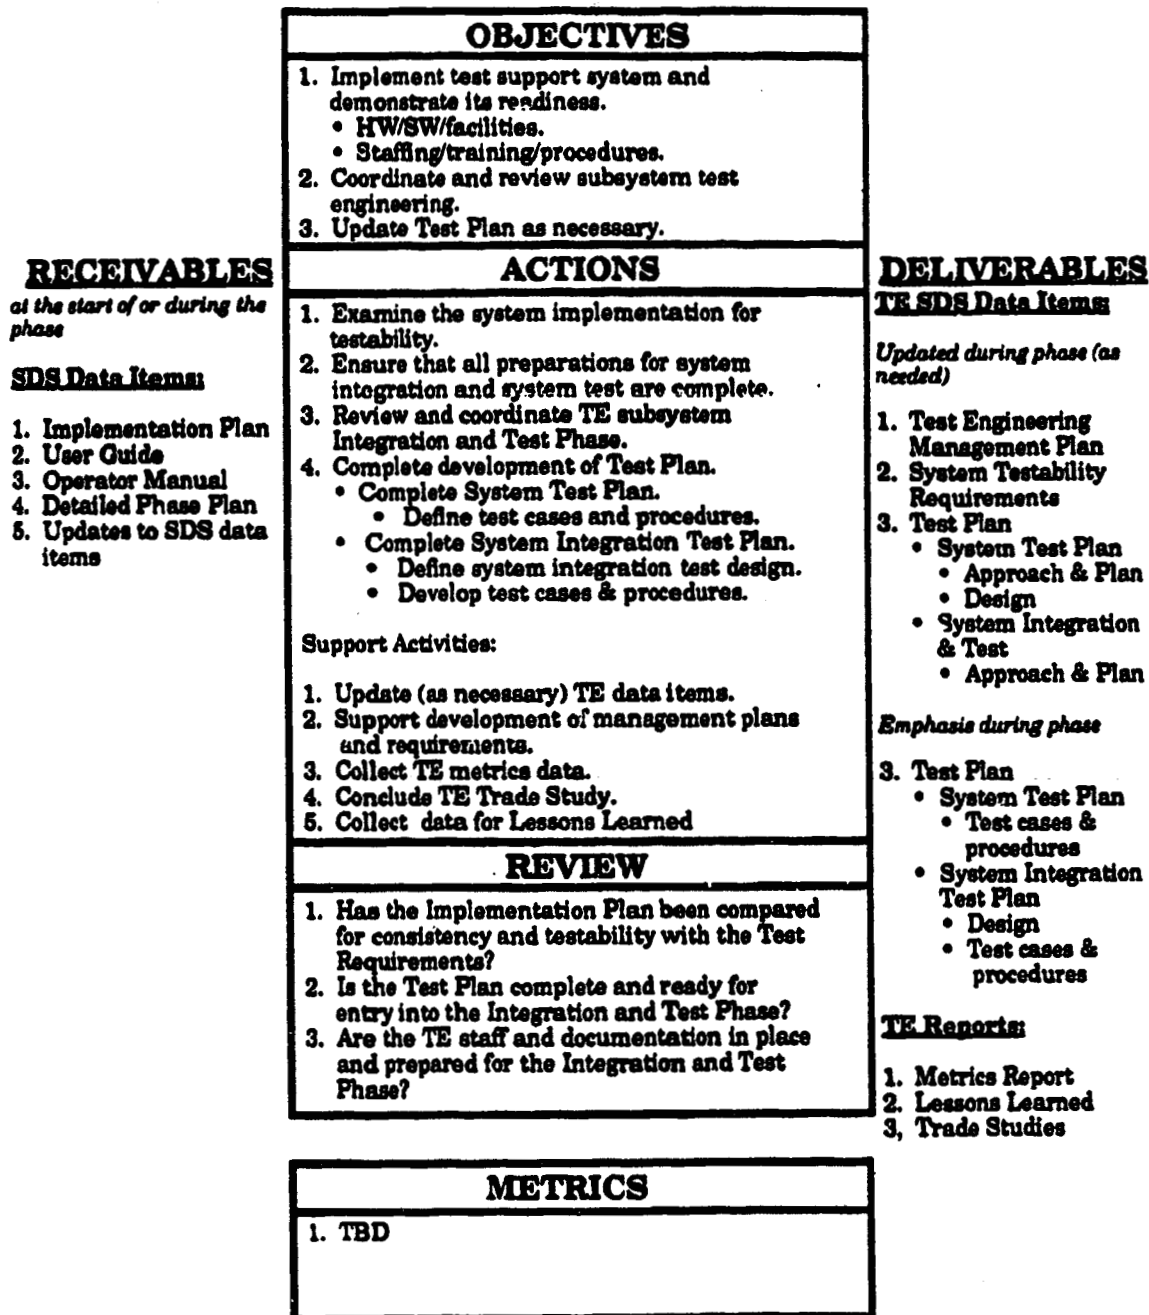 OBJECTIVES
1. Implement test support system and
demonstrate its readiness.
• HW/SW/facilities.
• Staffing/training/procedures.
2. Coordinate and review subsystem test
engineering.
3. Update Test Plan as necessary.
RECEIVABLES
at the start of or during the
phase
SDS Data Items:
1. Implementation Plan
2. User Guide
3. Operator Manual
4. Detailed Phase Plan
5. Updates to SDS data
items
ACTIONS
1. Examine the system implementation for
testability.
2. Ensure that all preparations for system
integration and system test are complete.
3. Review and coordinate TE subsystem
Integration and Test Phase.
4. Complete development of Test Plan.
• Complete System Test Plan.
• Define test cases and procedures.
• Complete System Integration Test Plan.
• Define system integration test design.
• Develop test cases & procedures.
Support Activities:
1. Update (as necessary) TE data items.
2. Support development of management plans
and requirements.
3. Collect TE metrics data.
4. Conclude TE Trade Study.
5. Collect data for Lessons Learned
REVIEW
1. Has the Implementation Plan been compared
for consistency and testability with the Test
Requirements?
2. Is the Test Plan complete and ready for
entry into the Integration and Test Phase?
3. Are the TE staff and documentation in place
and prepared for the Integration and Test
Phase?
DELIVERABLES
TE SDS Data Items:
Updated during phase (as
needed)
1. Test Engineering
Management Plan
2. System Testability
Requirements
3. Test Plan
• System Test Plan
• Approach & Plan
• Design
• System Integration
& Test
• Approach & Plan
Emphasis during phase
3. Test Plan
• System Test Plan
• Test cases &
procedures
• System Integration
Test Plan
• Design
• Test cases &
procedures
TE Reports:
1. Metrics Report
2. Lessons Learned
3, Trade Studies
METRICS
1. TBD